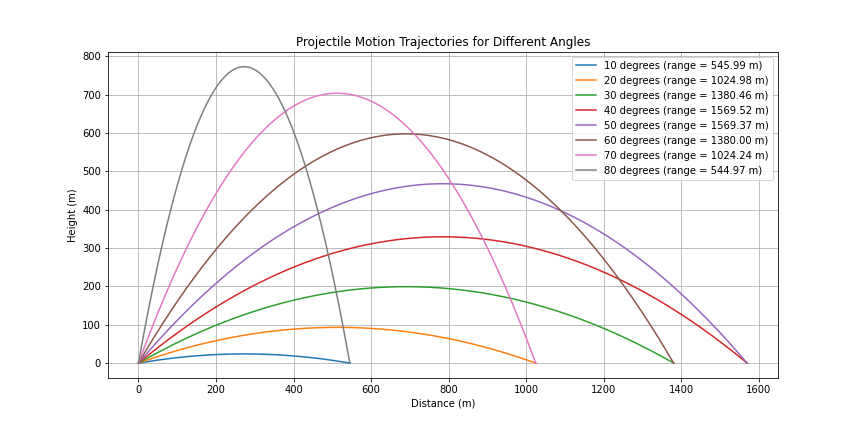 Projectile Motion Trajectories for Different Angles
10 degrees (range = 545.99 m)
20 degrees (range = 1024.98 m)
30 degrees (range = 1380.46 m)
40 degrees (range = 1569.52 m)
50 degrees (range = 1569.37 m)
60 degrees (range = 1380.00 m)
70 degrees (range = 1024.24 m)
80 degrees (range = 544.97 m)
Height (m)
800
700
600
500
400
300
200
100
0
0 200 400 600 800 1000 1200 1400 1600
Distance (m)